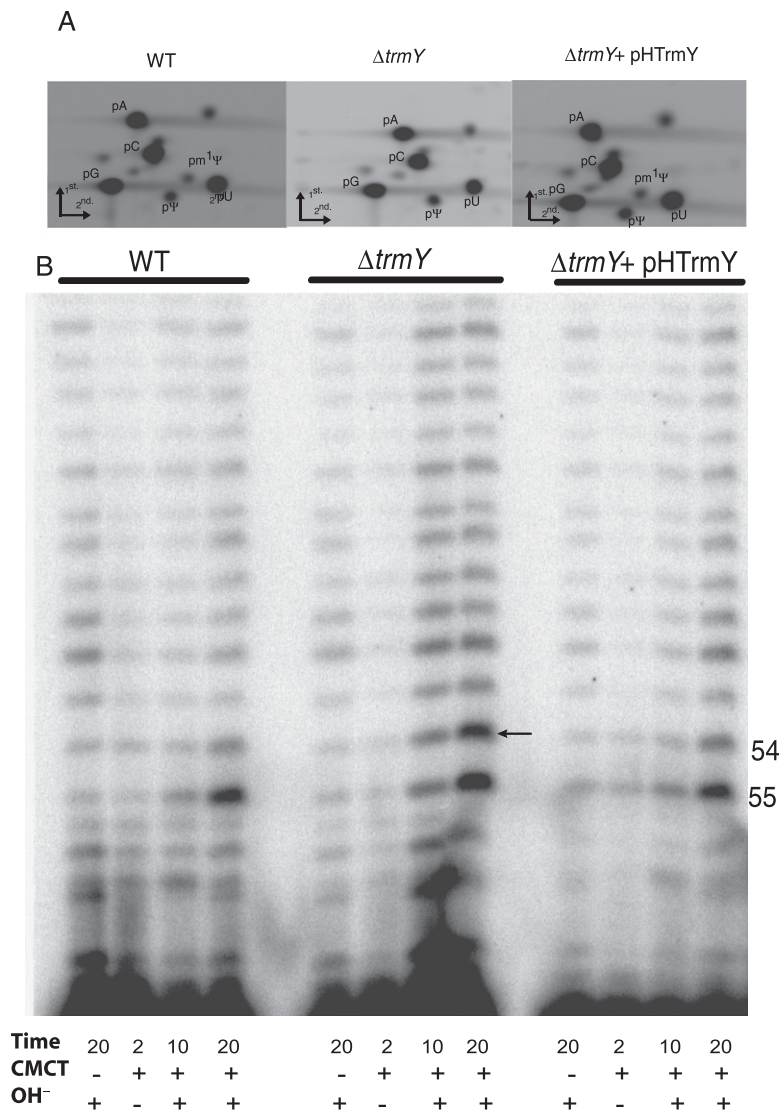 A
WT ΔtrmY ΔtrmY+ pHTrmY
pA pC pG pm1Ψ pΨ pU 1st. 2nd.
pA pC pG pΨ pU 1st. 2nd.
pA pC pG pm1Ψ pΨ pU 1st. 2nd.
B WT ΔtrmY ΔtrmY+ pHTrmY
54
55
Time 20 2 10 20 20 2 10 20 20 2 10 20
CMCT - + + + - + + + - + + +
OH– + - + + + - + + + - + +